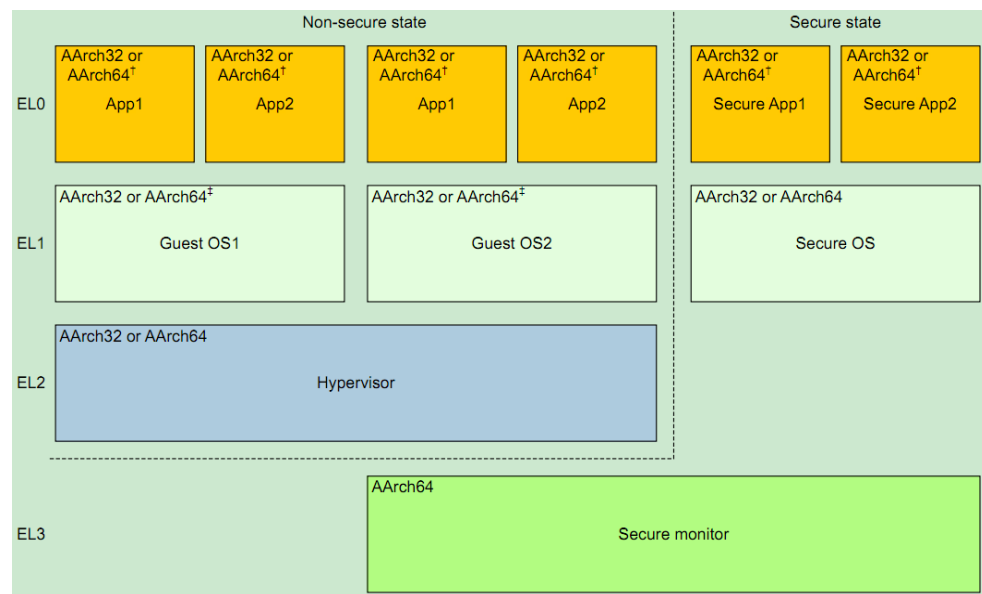 Non-secure state
Secure state
AArch32 or
AArch64†
App1
AArch32 or
AArch64†
App2
AArch32 or
AArch64†
App1
AArch32 or
AArch64†
App2
AArch32 or
AArch64†
Secure App1
AArch32 or
AArch64†
Secure App2
EL0
AArch32 or AArch64‡
Guest OS1
AArch32 or AArch64‡
Guest OS2
AArch32 or AArch64
Secure OS
EL1
AArch32 or AArch64
Hypervisor
EL2
AArch64
Secure monitor
EL3